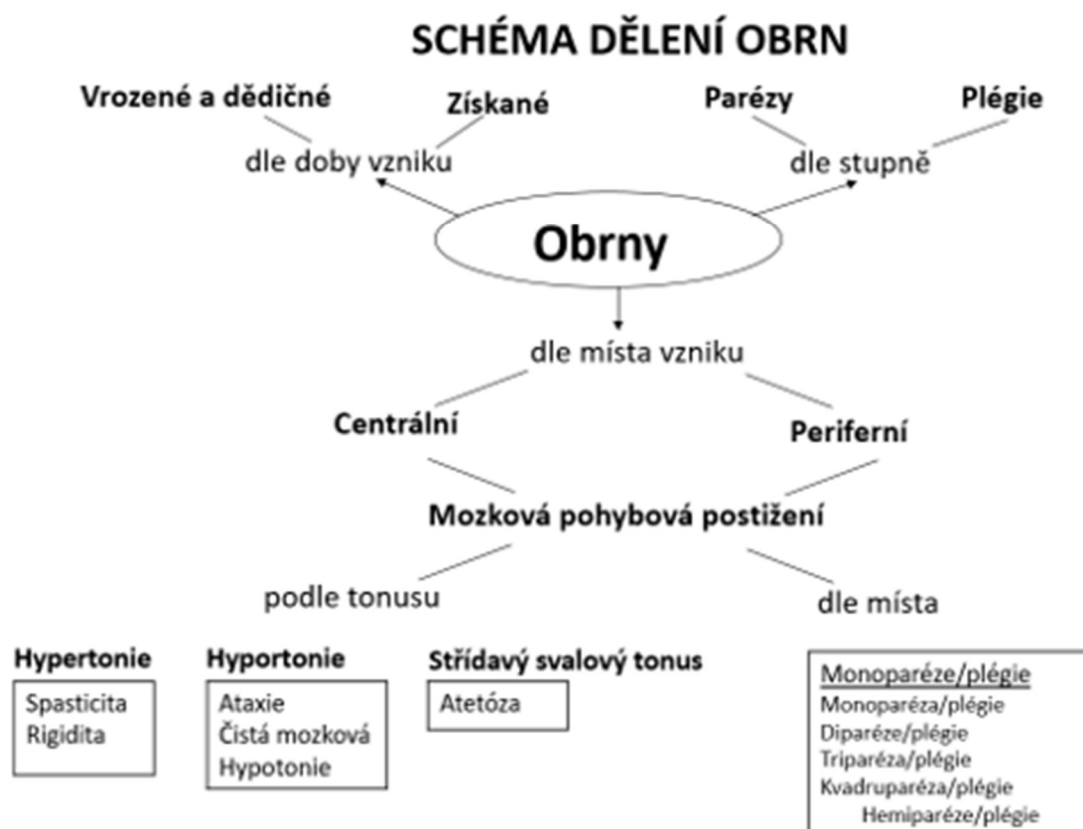 SCHÉMA DĚLENÍ OBRN
Vrozené a dědičné
Získané
Parézy
Plégie
dle doby vzniku
dle stupně
Obrny
dle místa vzniku
Centrální
Periferní
Mozková pohybová postižení
podle tonusu
dle místa
Hypertonie
Spasticita
Rigidita
Hyportonie
Ataxie
Čistá mozková
Hypotonie
Střídavý svalový tonus
Atetóza
Monoparéze/plégie
Monoparéza/plégie
Diparéze/plégie
Triparéza/plégie
Kvadruparéza/plégie
Hemiparéze/plégie